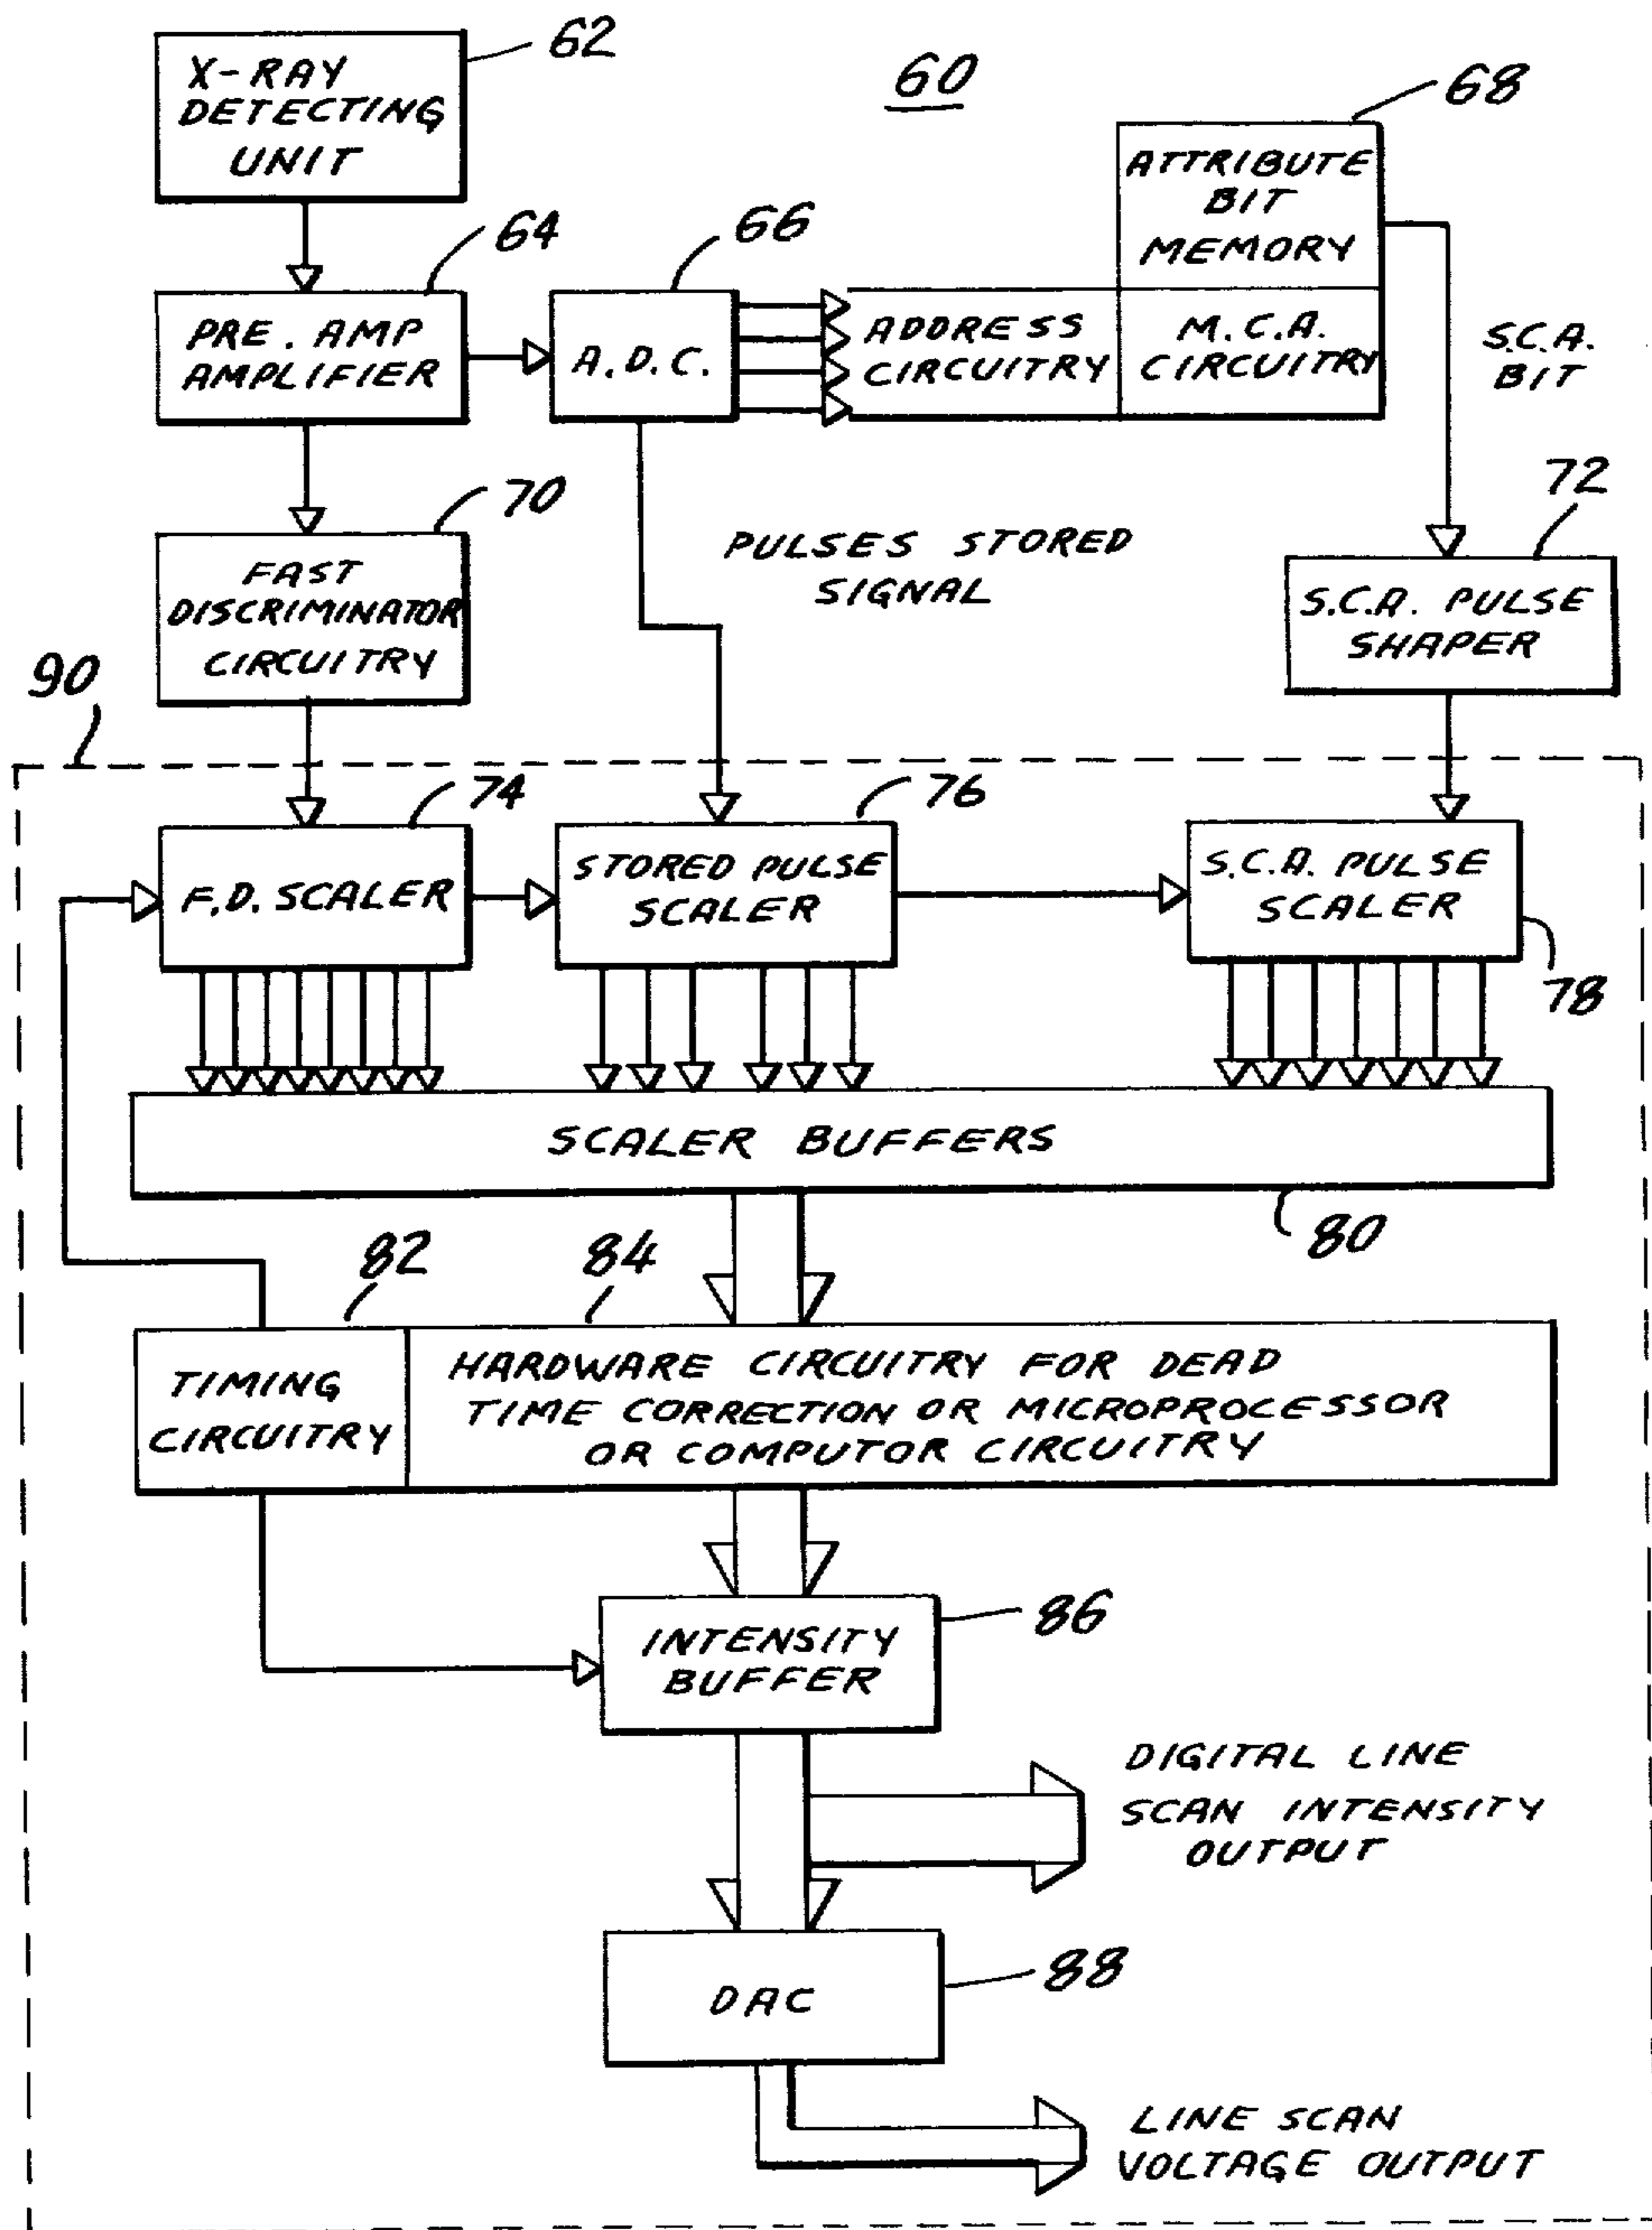 62
X-RAY
DETECTING
UNIT
60
68
ATTRIBUTE
BIT
MEMORY
64
66
PRE. AMP
AMPLIFIER
A.D.C.
ADDRESS
CIRCUITRY
M.C.A.
CIRCUITRY
S.C.A.
BIT
70
72
FAST
DISCRIMINATOR
CIRCUITRY
PULSES STORED
SIGNAL
S.C.A. PULSE
SHAPER
90
74
76
F.D. SCALER
STORED PULSE
SCALER
S.C.A. PULSE
SCALER
78
SCALER BUFFERS
80
82
84
TIMING
CIRCUITRY
HARDWARE CIRCUITRY FOR DEAD
TIME CORRECTION OR MICROPROCESSOR
OR COMPUTOR CIRCUITRY
86
INTENSITY
BUFFER
DIGITAL LINE
SCAN INTENSITY
OUTPUT
88
DAC
LINE SCAN
VOLTAGE OUTPUT